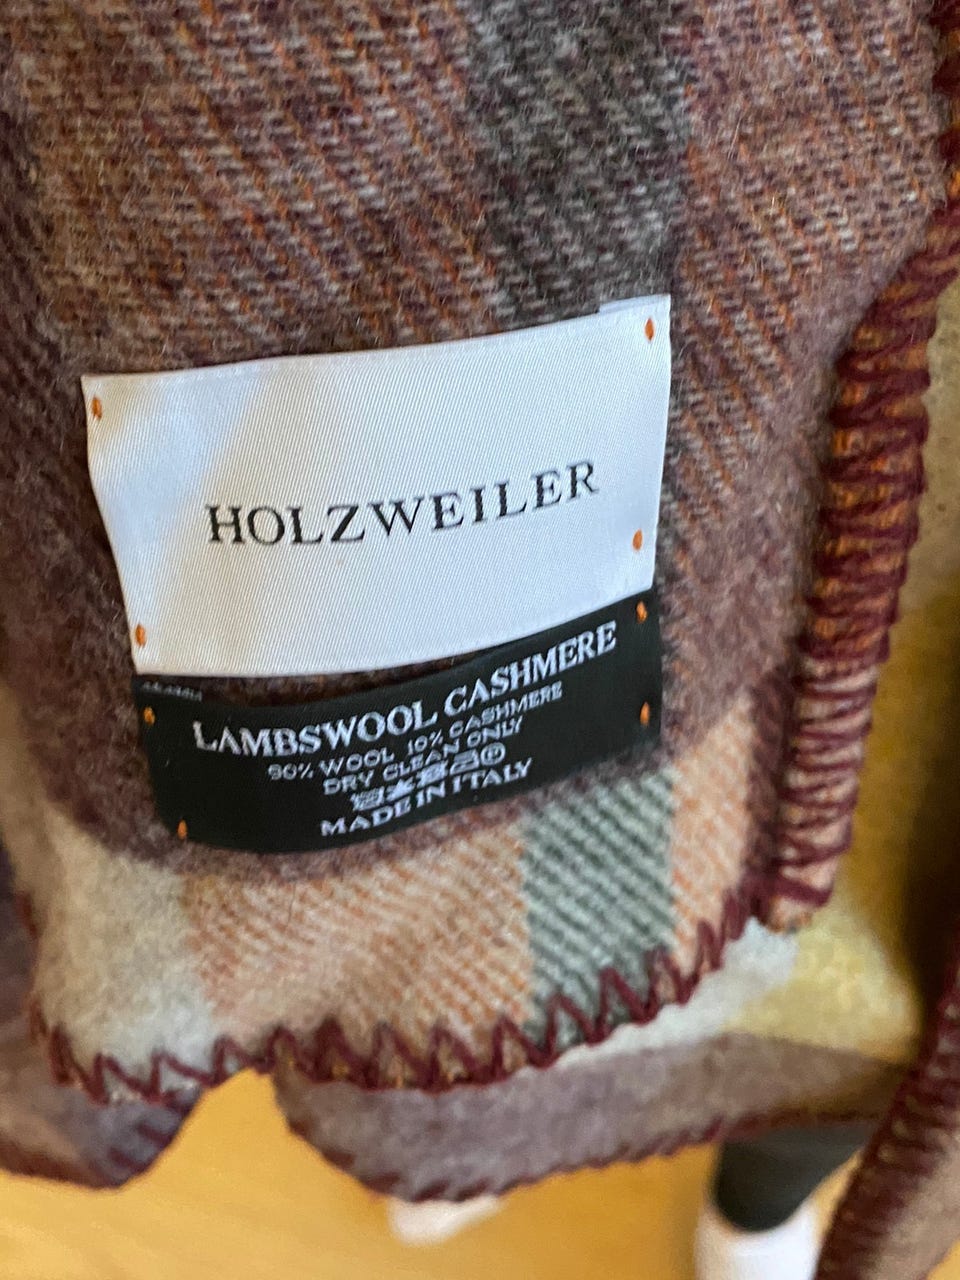 HOLZWEILER
LAMBSWOOL CASHMERE
90% WOOL 10% CASHMERE
DRY CLEAN ONLY
MADE IN ITALY